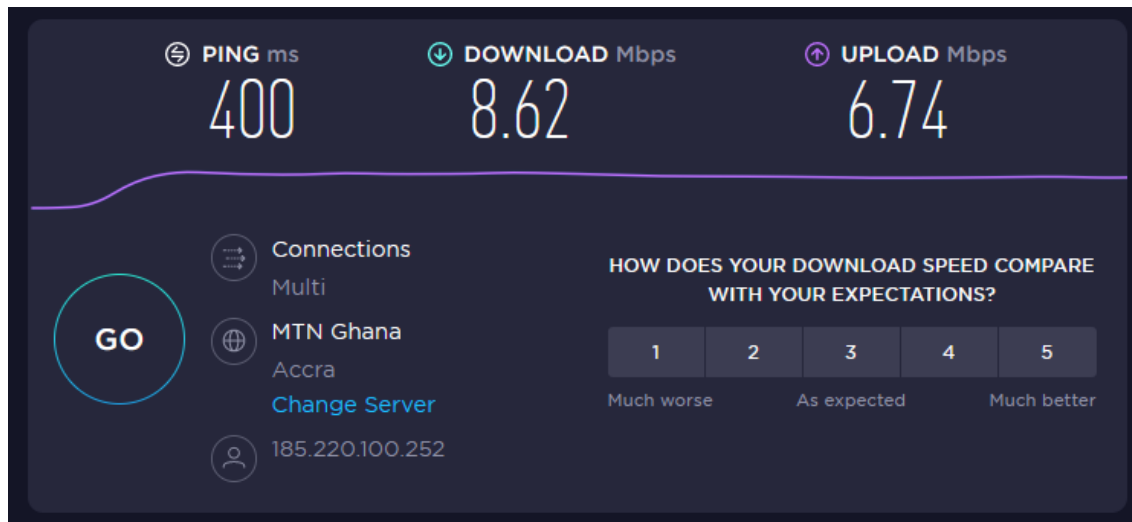 PING ms
400
DOWNLOAD Mbps
8.62
UPLOAD Mbps
6.74
GO
Connections
Multi
MTN Ghana
Accra
Change Server
185.220.100.252
HOW DOES YOUR DOWNLOAD SPEED COMPARE
WITH YOUR EXPECTATIONS?
1 2 3 4 5
Much worse As expected Much better